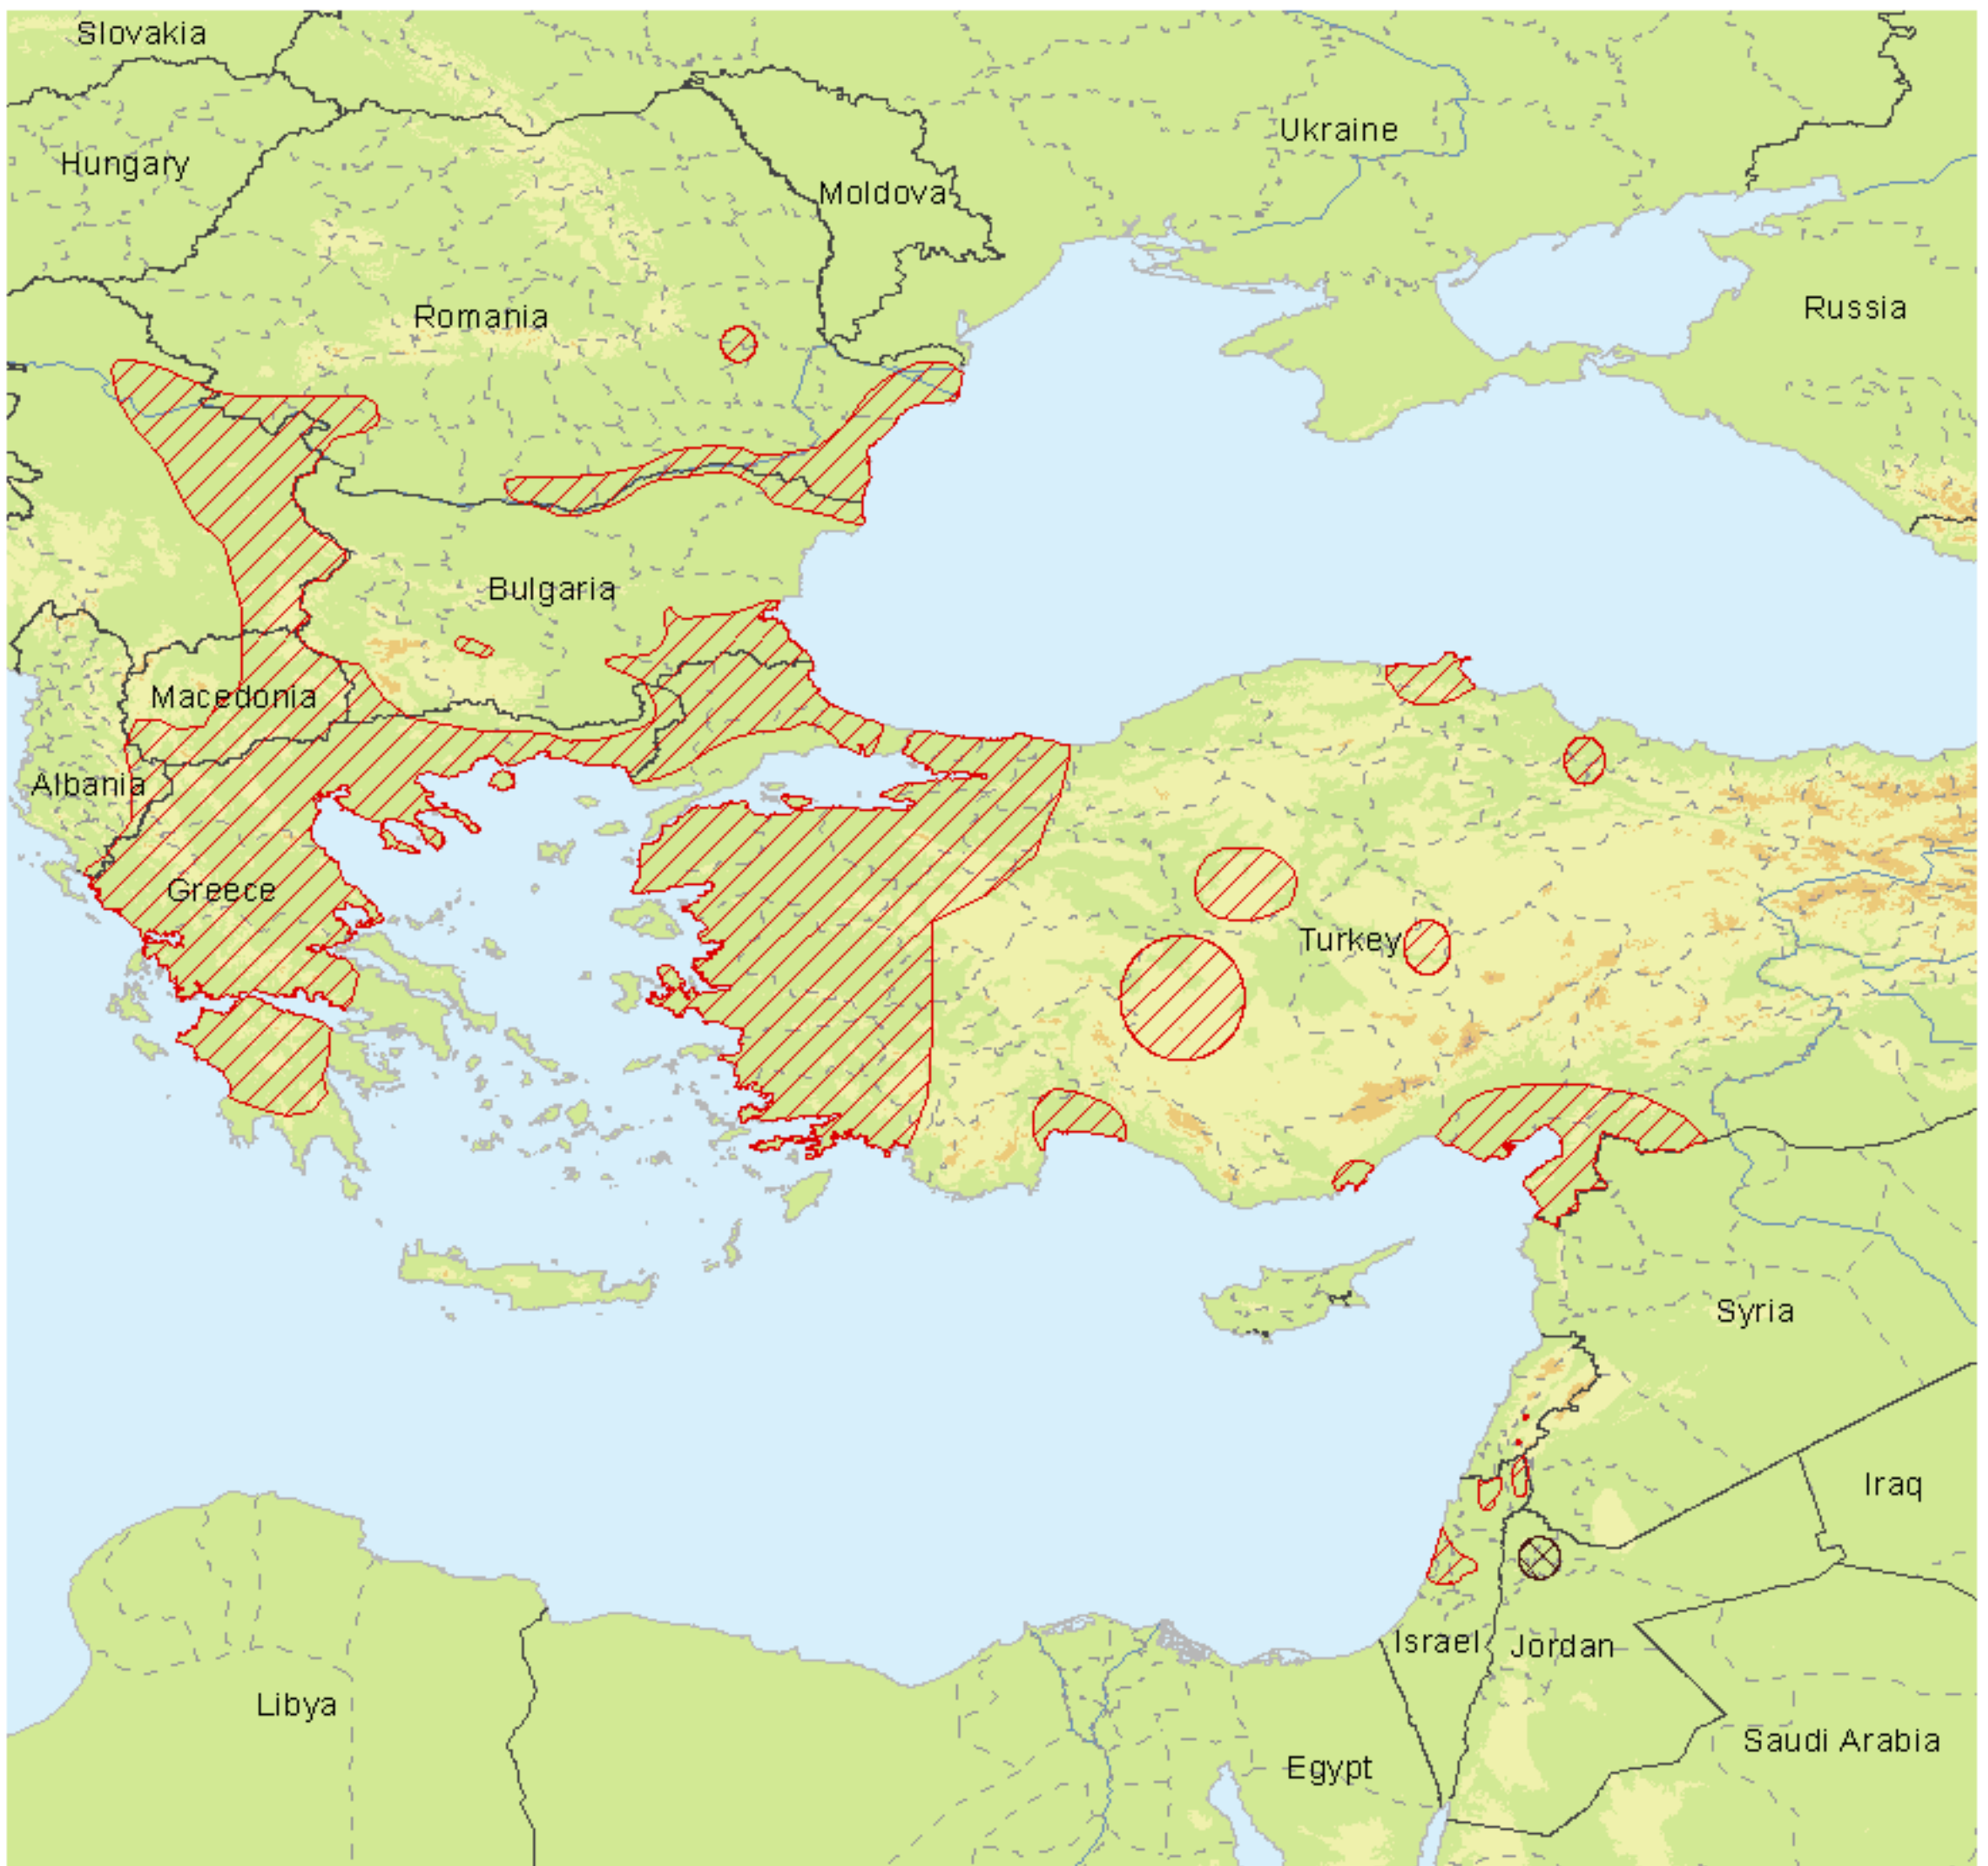 Slovakia
Ukraine
Hungary
Moldova
Russia
Romania
Bulgaria
Macedonia
Albania
Greece
Turkey
Syria
Iraq
Israel
Jordan
Libya
Saudi Arabia
Egypt